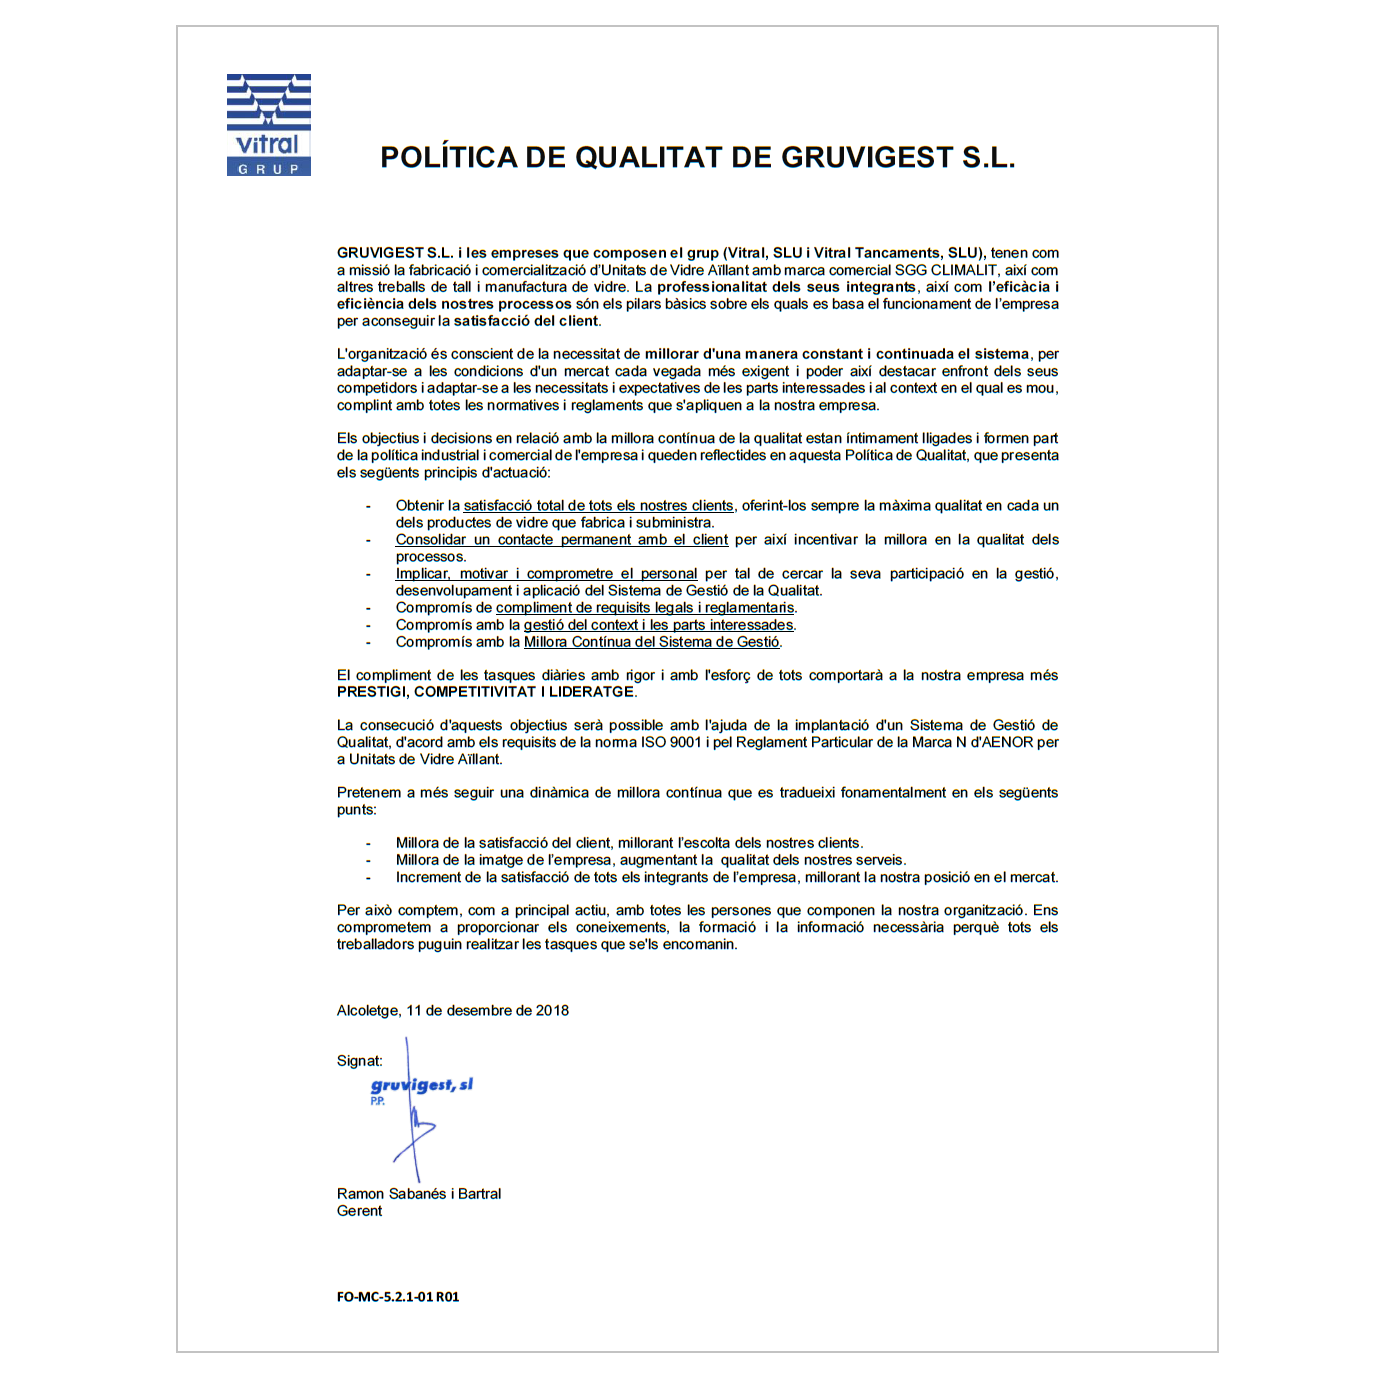 vitral
GRUP
POLÍTICA DE QUALITAT DE GRUVIGEST S.L.
GRUVIGEST S.L. i les empreses que composen el grup (Vitral, SLU i Vitral Tancaments, SLU), tenen com
a missió la fabricació i comercialització d'Unitats de Vidre Aïllant amb marca comercial SGG CLIMALIT, així com
altres treballs de tall i manufactura de vidre. La professionalitat dels seus integrants, així com l'eficàcia i
eficiència dels nostres processos són els pilars bàsics sobre els quals es basa el funcionament de l'empresa
per aconseguir la satisfacció del client.
L'organització és conscient de la necessitat de millorar d'una manera constant i continuada el sistema, per
adaptar-se a les condicions d'un mercat cada vegada més exigent i poder així destacar enfront dels seus
competidors i adaptar-se a les necessitats i expectatives de les parts interessades i al context en el qual es mou,
complint amb totes les normatives i reglaments que s'apliquen a la nostra empresa.
Els objectius i decisions en relació amb la millora contínua de la qualitat estan íntimament lligades i formen part
de la política industrial i comercial de l'empresa i queden reflectides en aquesta Política de Qualitat, que presenta
els següents principis d'actuació:
- Obtenir la satisfacció total de tots els nostres clients, oferint-los sempre la màxima qualitat en cada un
dels productes de vidre que fabrica i subministra.
- Consolidar un contacte permanent amb el client per així incentivar la millora en la qualitat dels
processos.
- Implicar, motivar i comprometre el personal per tal de cercar la seva participació en la gestió,
desenvolupament i aplicació del Sistema de Gestió de la Qualitat.
- Compromís de compliment de requisits legals i reglamentaris.
- Compromís amb la gestió del context i les parts interessades.
- Compromís amb la Millora Contínua del Sistema de Gestió.
El compliment de les tasques diàries amb rigor i amb l'esforç de tots comportarà a la nostra empresa més
PRESTIGI, COMPETITIVITAT I LIDERATGE.
La consecució d'aquests objectius serà possible amb l'ajuda de la implantació d'un Sistema de Gestió de
Qualitat, d'acord amb els requisits de la norma ISO 9001 i pel Reglament Particular de la Marca N d'AENOR per
a Unitats de Vidre Aïllant.
Pretenem a més seguir una dinàmica de millora contínua que es tradueixi fonamentalment en els següents
punts:
- Millora de la satisfacció del client, millorant l'escolta dels nostres clients.
- Millora de la imatge de l'empresa, augmentant la qualitat dels nostres serveis.
- Increment de la satisfacció de tots els integrants de l'empresa, millorant la nostra posició en el mercat.
Per això comptem, com a principal actiu, amb totes les persones que componen la nostra organització. Ens
comprometem a proporcionar els coneixements, la formació i la informació necessària perquè tots els
treballadors puguin realitzar les tasques que se'ls encomanin.
Alcoletge, 11 de desembre de 2018
Signat:
gruvigest, sl
P.P.
Ramon Sabanés i Bartral
Gerent
FO-MC-5.2.1-01 R01